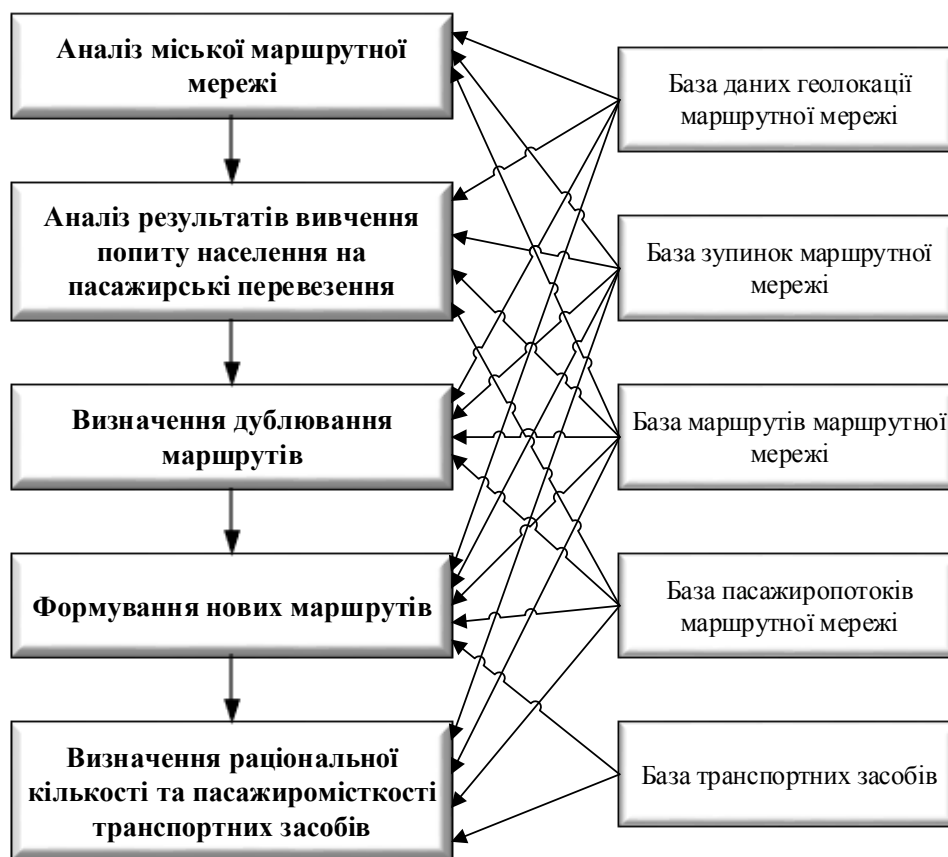 Аналіз міської маршрутної
мережі
Аналіз результатів вивчення
попиту населення на
пасажирські перевезення
Визначення дублювання
маршрутів
Формування нових маршрутів
Визначення раціональної
кількості та пасажиромісткості
транспортних засобів
База даних геолокації
маршрутної мережі
База зупинок маршрутної
мережі
База маршрутів маршрутної
мережі
База пасажиропотоків
маршрутної мережі
База транспортних засобів